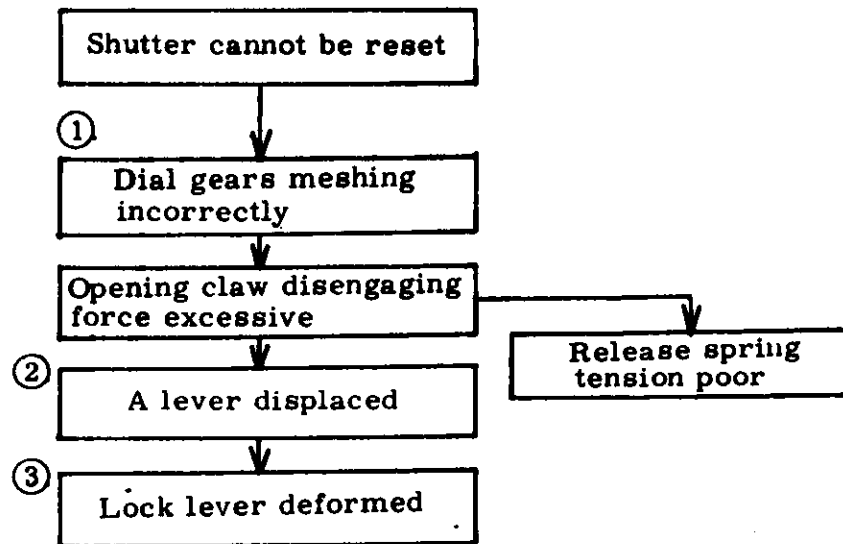 Shutter cannot be reset
①
Dial gears meshing
incorrectly
Opening claw disengaging
force excessive
Release spring
tension poor
②
A lever displaced
③
Lock lever deformed